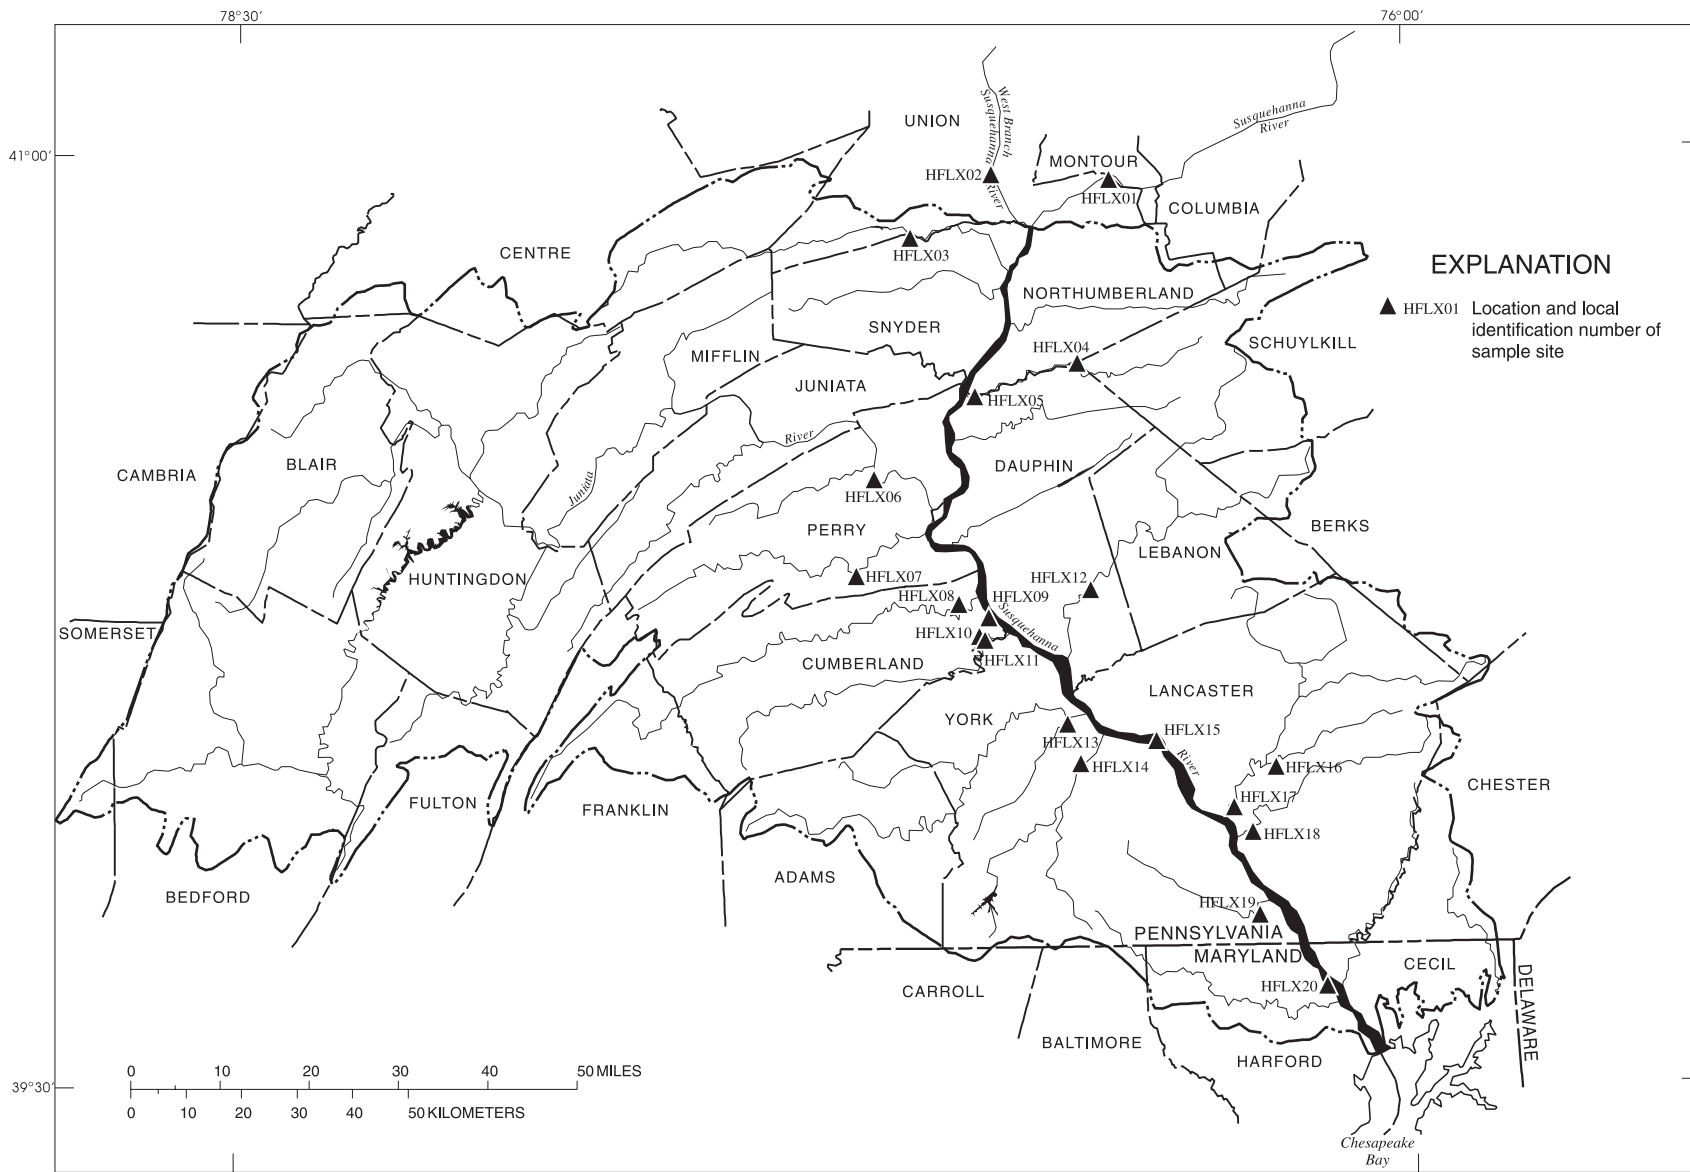 78°30'
76°00'
41°00'
39°30'
UNION
West Branch
Susquehanna
River
Susquehanna
River
MONTOUR
HFLX02
HFLX01
COLUMBIA
CENTRE
HFLX03
EXPLANATION
HFLX01 Location and local
identification number of
sample site
NORTHUMBERLAND
SNYDER
SCHUYLKILL
HFLX04
MIFFLIN
JUNIATA
HFLX05
River
Juniata
CAMBRIA
BLAIR
DAUPHIN
HFLX06
PERRY
BERKS
LEBANON
HUNTINGDON
HFLX07
HFLX12
HFLX08
HFLX09
Susquehanna
SOMERSET
HFLX10
HFLX11
CUMBERLAND
LANCASTER
YORK
HFLX13
HFLX15
River
HFLX14
HFLX16
CHESTER
FULTON
FRANKLIN
HFLX17
HFLX18
ADAMS
BEDFORD
HFLX19
PENNSYLVANIA
MARYLAND
CECIL
DELAWARE
CARROLL
HFLX20
BALTIMORE
HARFORD
0 10 20 30 40 50 MILES
0 10 20 30 40 50 KILOMETERS
Chesapeake
Bay